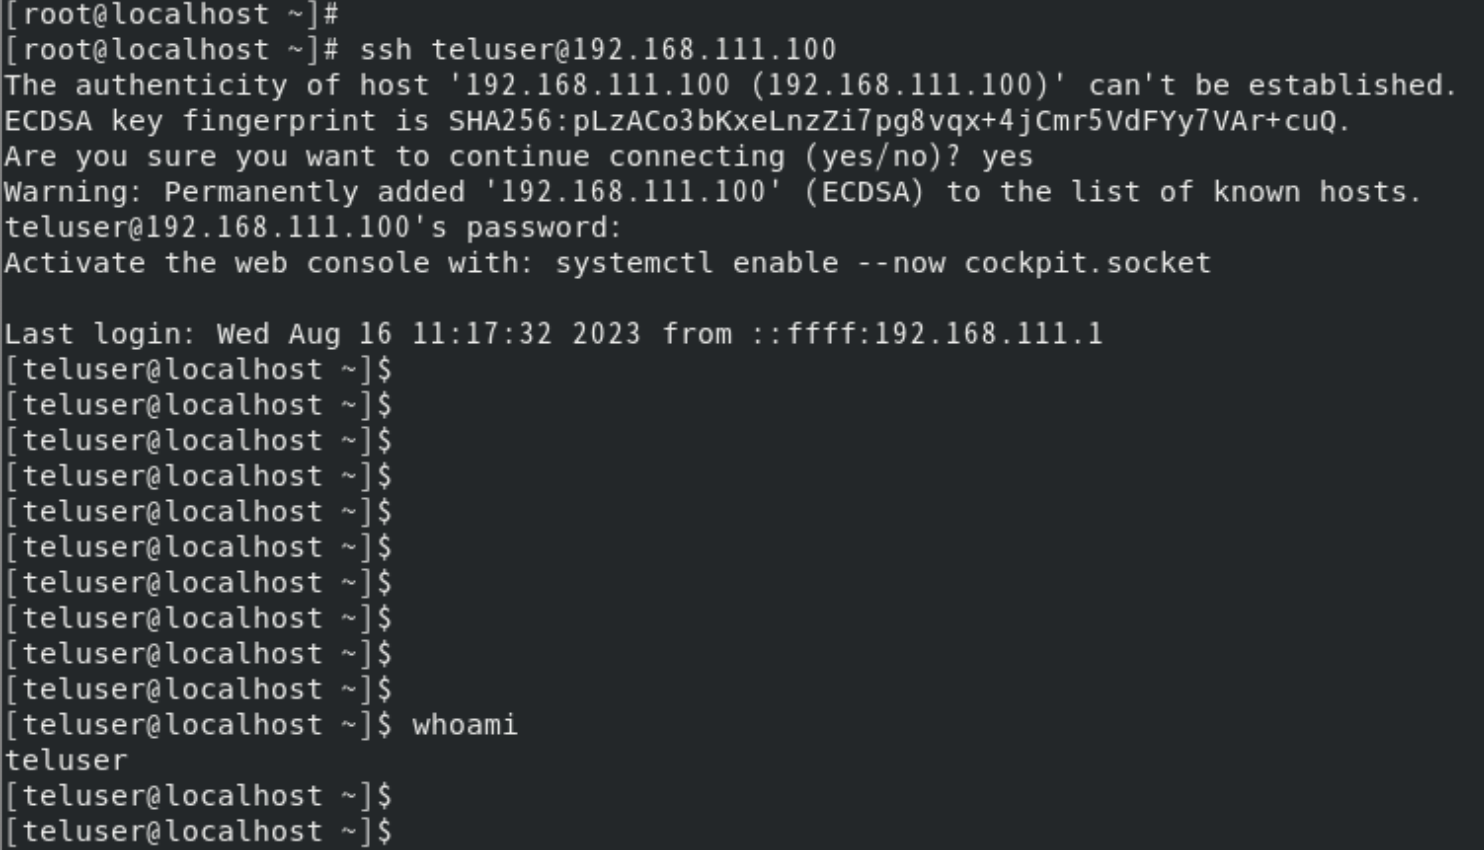 [root@localhost ~]#
[root@localhost ~]# ssh teluser@192.168.111.100
The authenticity of host '192.168.111.100 (192.168.111.100)' can't be established.
ECDSA key fingerprint is SHA256:pLzACo3bKxeLnzZi7pg8vqx+4jCmr5VdFYy7VAr+cuQ.
Are you sure you want to continue connecting (yes/no)? yes
Warning: Permanently added '192.168.111.100' (ECDSA) to the list of known hosts.
teluser@192.168.111.100's password:
Activate the web console with: systemctl enable --now cockpit.socket
Last login: Wed Aug 16 11:17:32 2023 from ::ffff:192.168.111.1
[teluser@localhost ~]$
[teluser@localhost ~]$
[teluser@localhost ~]$
[teluser@localhost ~]$
[teluser@localhost ~]$
[teluser@localhost ~]$
[teluser@localhost ~]$
[teluser@localhost ~]$
[teluser@localhost ~]$
[teluser@localhost ~]$
[teluser@localhost ~]$ whoami
teluser
[teluser@localhost ~]$
[teluser@localhost ~]$